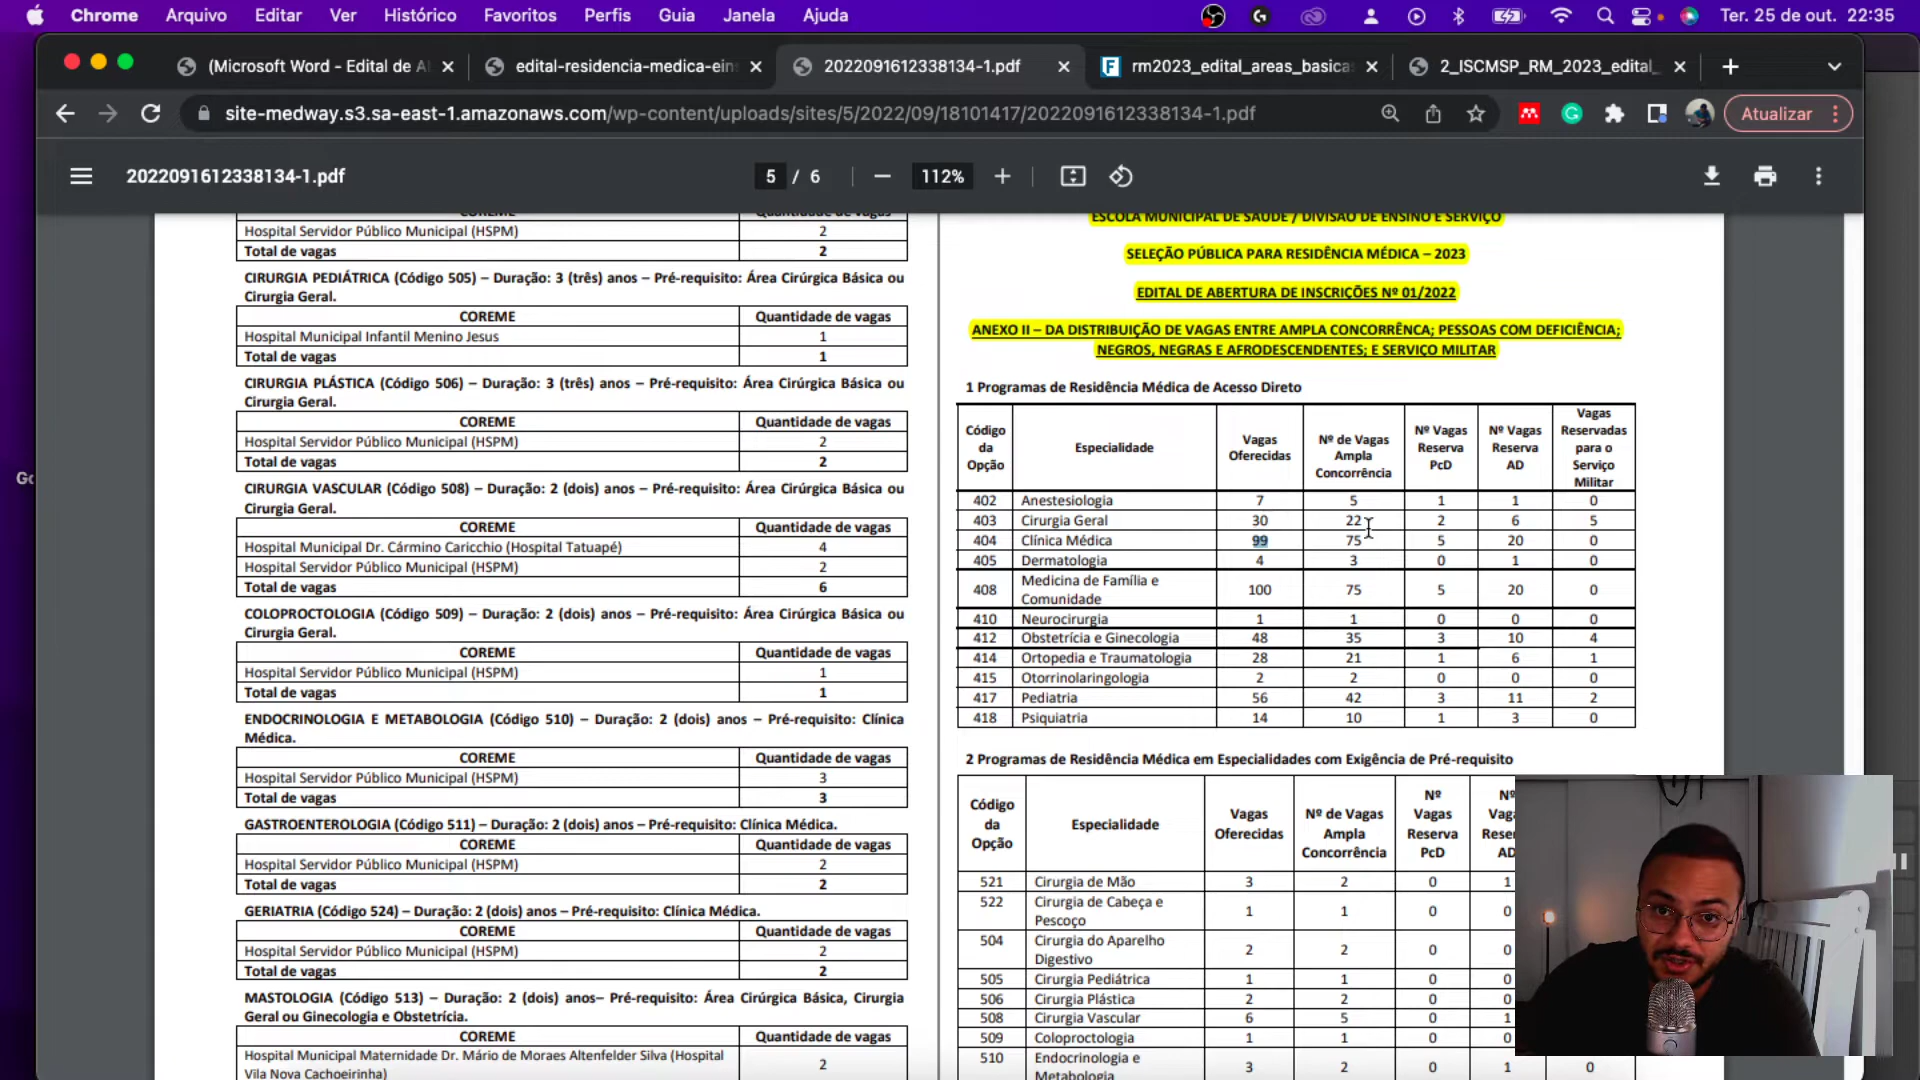 Chrome Arquivo Editar Ver Histórico Favoritos Perfis Guia Janela Ajuda Ter. 25 de out. 22:35
(Microsoft Word - Edital de Al
edital-residencia-medica-ein
2022091612338134-1.pdf
rm2023_edital_areas_basica
2_ISCMSP_RM_2023_edital_
site-medway.s3.sa-east-1.amazonaws.com/wp-content/uploads/sites/5/2022/09/18101417/2022091612338134-1.pdf
Atualizar
2022091612338134-1.pdf
5 / 6
112%
COREME Quantidade de vagas
Hospital Servidor Público Municipal (HSPM) 2
Total de vagas 2
CIRURGIA PEDIÁTRICA (Código 505) – Duração: 3 (três) anos – Pré-requisito: Área Cirúrgica Básica ou
Cirurgia Geral.
COREME Quantidade de vagas
Hospital Municipal Infantil Menino Jesus 1
Total de vagas 1
CIRURGIA PLÁSTICA (Código 506) – Duração: 3 (três) anos – Pré-requisito: Área Cirúrgica Básica ou
Cirurgia Geral.
COREME Quantidade de vagas
Hospital Servidor Público Municipal (HSPM) 2
Total de vagas 2
CIRURGIA VASCULAR (Código 508) – Duração: 2 (dois) anos – Pré-requisito: Área Cirúrgica Básica ou
Cirurgia Geral.
COREME Quantidade de vagas
Hospital Municipal Dr. Cármino Caricchio (Hospital Tatuapé) 4
Hospital Servidor Público Municipal (HSPM) 2
Total de vagas 6
COLOPROCTOLOGIA (Código 509) – Duração: 2 (dois) anos – Pré-requisito: Área Cirúrgica Básica ou
Cirurgia Geral.
COREME Quantidade de vagas
Hospital Servidor Público Municipal (HSPM) 1
Total de vagas 1
ENDOCRINOLOGIA E METABOLOGIA (Código 510) – Duração: 2 (dois) anos – Pré-requisito: Clínica
Médica.
COREME Quantidade de vagas
Hospital Servidor Público Municipal (HSPM) 3
Total de vagas 3
GASTROENTEROLOGIA (Código 511) – Duração: 2 (dois) anos – Pré-requisito: Clínica Médica.
COREME Quantidade de vagas
Hospital Servidor Público Municipal (HSPM) 2
Total de vagas 2
GERIATRIA (Código 524) – Duração: 2 (dois) anos – Pré-requisito: Clínica Médica.
COREME Quantidade de vagas
Hospital Servidor Público Municipal (HSPM) 2
Total de vagas 2
MASTOLOGIA (Código 513) – Duração: 2 (dois) anos– Pré-requisito: Área Cirúrgica Básica, Cirurgia
Geral ou Ginecologia e Obstetrícia.
COREME Quantidade de vagas
Hospital Municipal Maternidade Dr. Mário de Moraes Altenfelder Silva (Hospital
Vila Nova Cachoeirinha) 2
ESCOLA MUNICIPAL DE SAÚDE / DIVISÃO DE ENSINO E SERVIÇO
SELEÇÃO PÚBLICA PARA RESIDÊNCIA MÉDICA – 2023
EDITAL DE ABERTURA DE INSCRIÇÕES Nº 01/2022
ANEXO II – DA DISTRIBUIÇÃO DE VAGAS ENTRE AMPLA CONCORRÊNCA; PESSOAS COM DEFICIÊNCIA;
NEGROS, NEGRAS E AFRODESCENDENTES; E SERVIÇO MILITAR
1 Programas de Residência Médica de Acesso Direto
Código da Opção Especialidade Vagas Oferecidas Nº de Vagas Ampla Concorrência Nº Vagas Reserva PcD Nº Vagas Reserva AD Vagas Reservadas para o Serviço Militar
402 Anestesiologia 7 5 1 1 0
403 Cirurgia Geral 30 22 2 6 5
404 Clínica Médica 99 75 5 20 0
405 Dermatologia 4 3 0 1 0
408 Medicina de Família e Comunidade 100 75 5 20 0
410 Neurocirurgia 1 1 0 0 0
412 Obstetrícia e Ginecologia 48 35 3 10 4
414 Ortopedia e Traumatologia 28 21 1 6 1
415 Otorrinolaringologia 2 2 0 0 0
417 Pediatria 56 42 3 11 2
418 Psiquiatria 14 10 1 3 0
2 Programas de Residência Médica em Especialidades com Exigência de Pré-requisito
Código da Opção Especialidade Vagas Oferecidas Nº de Vagas Ampla Concorrência Nº Vagas Reserva PcD Nº
521 Cirurgia de Mão 3 2 0 1
522 Cirurgia de Cabeça e Pescoço 1 1 0 0
504 Cirurgia do Aparelho Digestivo 2 2 0 0
505 Cirurgia Pediátrica 1 1 0 0
506 Cirurgia Plástica 2 2 0 0
508 Cirurgia Vascular 6 5 0 1
509 Coloproctologia 1 1 0 0
510 Endocrinologia e Metabologia 3 2 0 1 0